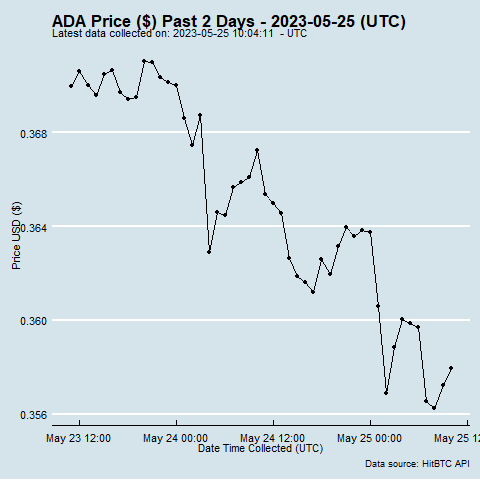 ADA Price ($) Past 2 Days - 2023-05-25 (UTC)
Latest data collected on: 2023-05-25 10:04:11 - UTC
0.368
0.364
0.360
0.356
Price USD ($)
May 23 12:00
May 24 00:00
May 24 12:00
May 25 00:00
May 25 12
Date Time Collected (UTC)
Data source: HitBTC API